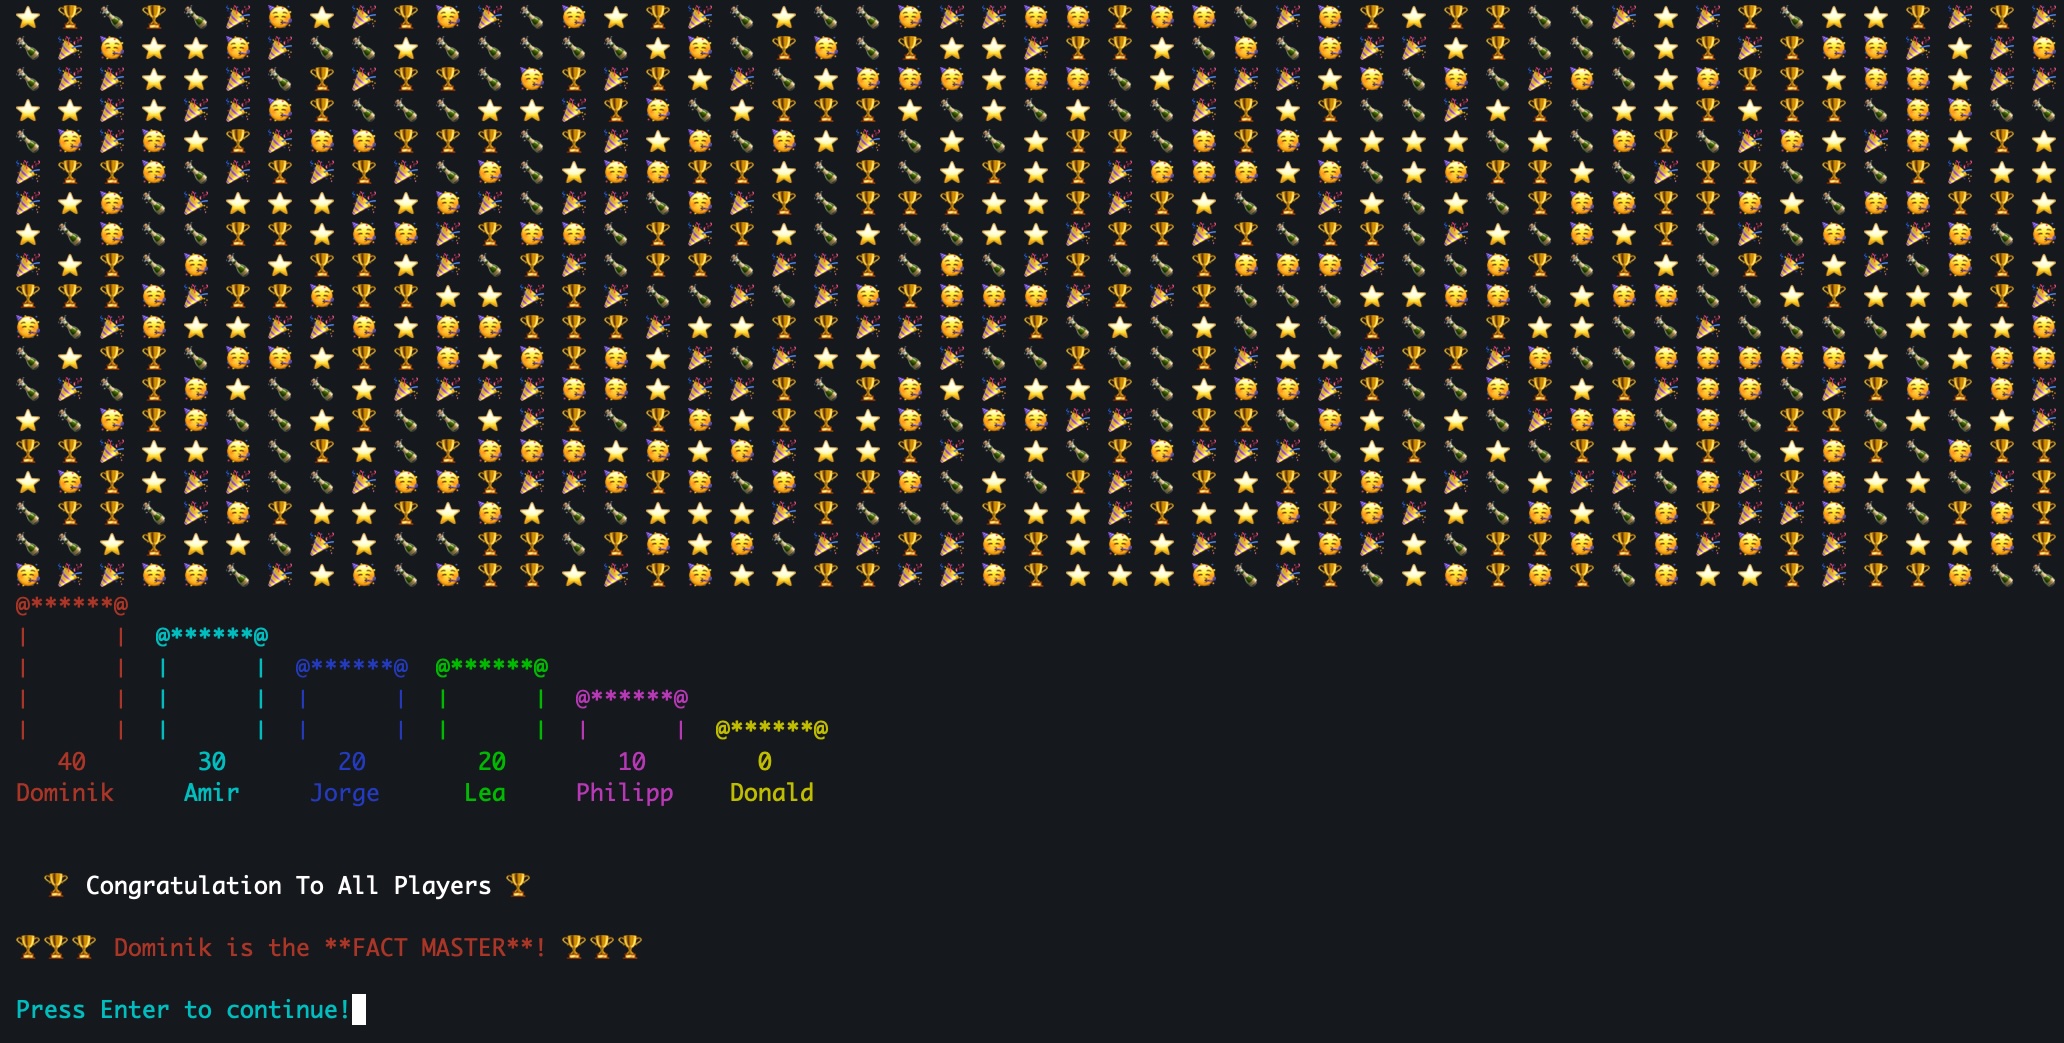 @******@
| | @******@
| | | | @******@ @******@
| | | | | | | | @******@
| | | | | | | | | | @******@
40 30 20 20 10 0
Dominik Amir Jorge Lea Philipp Donald
🏆 Congratulation To All Players 🏆
🏆🏆🏆 Dominik is the **FACT MASTER**! 🏆🏆🏆
Press Enter to continue!